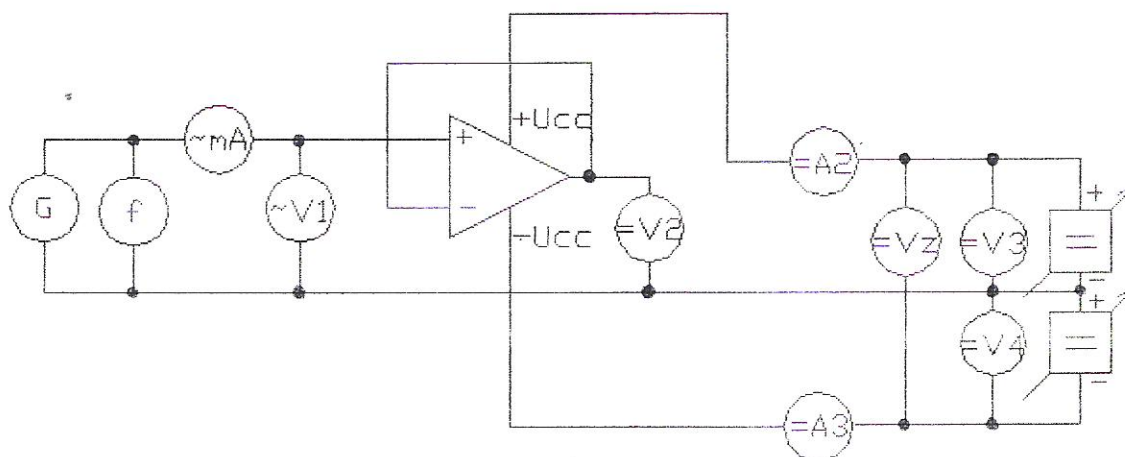 +Ucc
~mA
+
=A2
+
G
f
~V1
-
=V2
=Vz
=V3
=
-Ucc
-
+
=V4
=
-
=A3